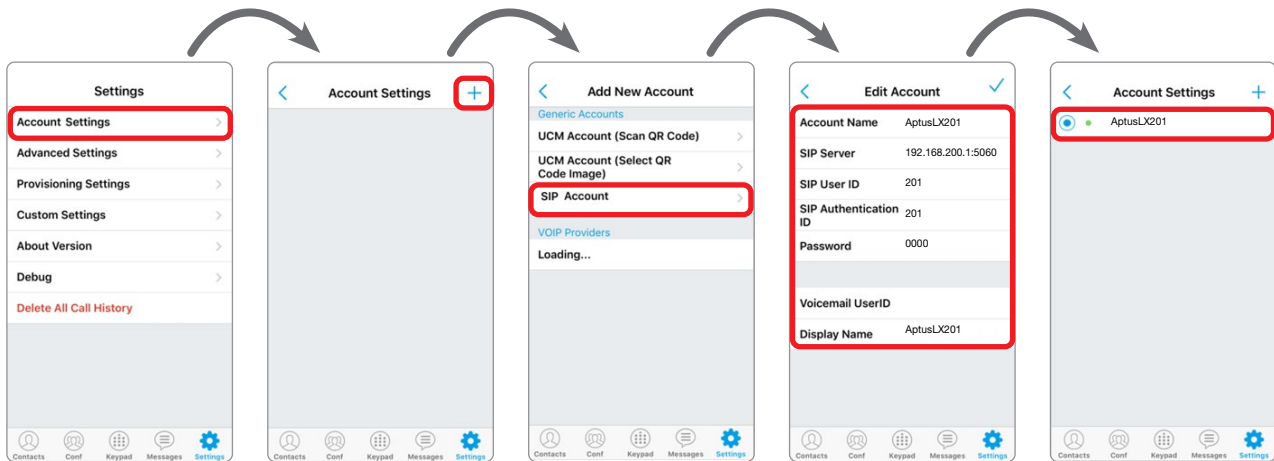 Settings
Account Settings
Advanced Settings
Provisioning Settings
Custom Settings
About Version
Debug
Delete All Call History
Contacts Conf Keypad Messages Settings
Account Settings
Contacts Conf Keypad Messages Settings
Add New Account
Generic Accounts
UCM Account (Scan QR Code)
UCM Account (Select QR
Code Image)
SIP Account
VOIP Providers
Loading...
Contacts Conf Keypad Messages Settings
Edit Account
Account Name AptusLX201
SIP Server 192.168.200.1:5060
SIP User ID 201
SIP Authentication 201
ID
Password 0000
Voicemail UserID
Display Name AptusLX201
Contacts Conf Keypad Messages Settings
Account Settings
AptusLX201
Contacts Conf Keypad Messages Settings